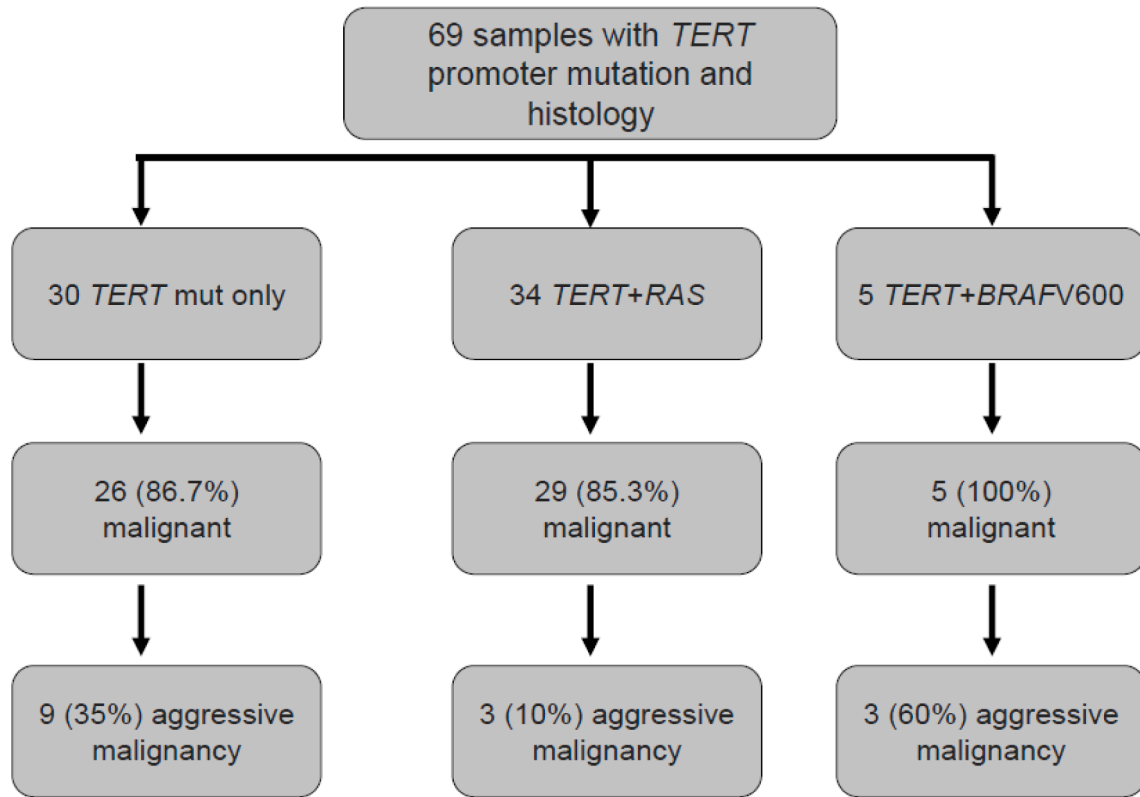 69 samples with TERT
promoter mutation and
histology
30 TERT mut only
34 TERT+RAS
5 TERT+BRAFV600
26 (86.7%)
malignant
29 (85.3%)
malignant
5 (100%)
malignant
9 (35%) aggressive
malignancy
3 (10%) aggressive
malignancy
3 (60%) aggressive
malignancy